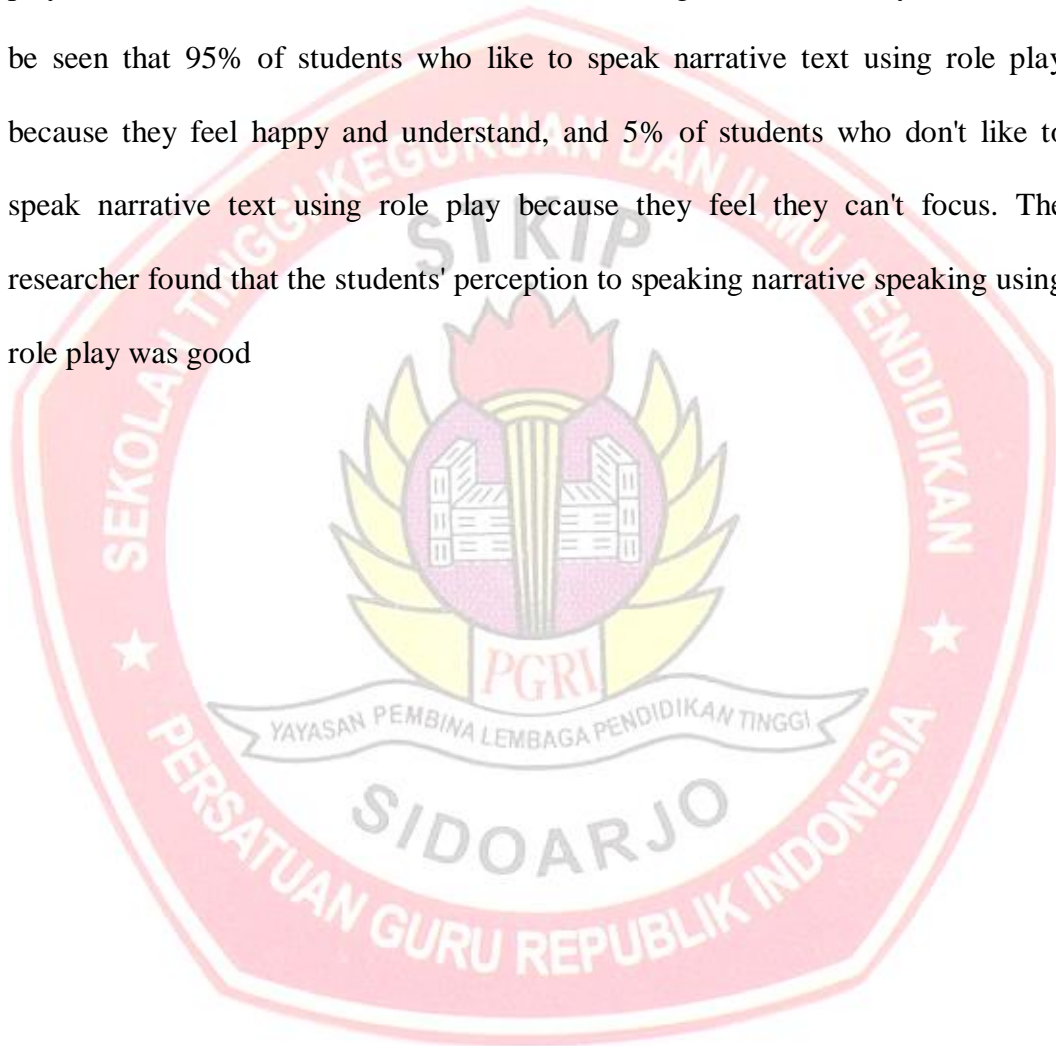 be seen that 95% of students who like to speak narrative text using role play
because they feel happy and understand, and 5% of students who don't like to
speak narrative text using role play because they feel they can't focus. The
researcher found that the students' perception to speaking narrative speaking using
role play was good
SEKOLAH TINGGI KEGURUAN DAN ILMU PENDIDIKAN
STKIP
PGRI
YAYASAN PEMBINA LEMBAGA PENDIDIKAN TINGGI
SIDOARJO
PERSATUAN GURU REPUBLIK INDONESIA